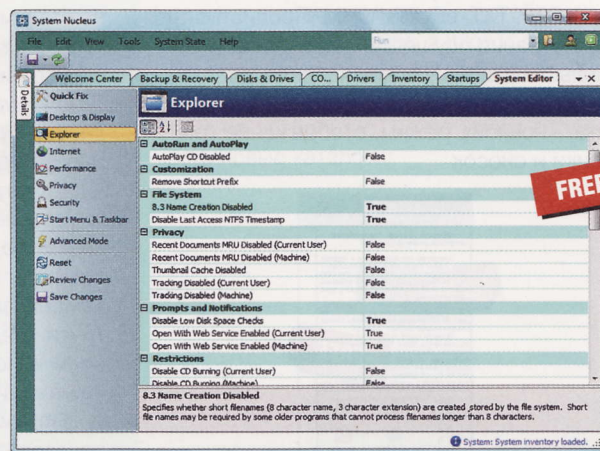 System Nucleus
File Edit View Tools System State Help
Run
Welcome Center Backup & Recovery Disks & Drives CO... Drivers Inventory Startups System Editor
Details
Quick Fix
Desktop & Display
Explorer
Internet
Performance
Privacy
Security
Start Menu & Taskbar
Advanced Mode
Reset
Review Changes
Save Changes
Explorer
AutoRun and AutoPlay
AutoPlay CD Disabled False
Customization
Remove Shortcut Prefix False
File System
8.3 Name Creation Disabled True
Disable Last Access NTFS Timestamp True
Privacy
Recent Documents MRU Disabled (Current User) False
Recent Documents MRU Disabled (Machine) False
Thumbnail Cache Disabled False
Tracking Disabled (Current User) False
Tracking Disabled (Machine) False
Prompts and Notifications
Disable Low Disk Space Checks True
Open With Web Service Enabled (Current User) True
Open With Web Service Enabled (Machine) True
Restrictions
Disable CD Burning (Current User) False
Disable CD Burning (Machine) False
FREE
8.3 Name Creation Disabled
Specifies whether short filenames (8 character name, 3 character extension) are created ,stored by the file system. Short
file names may be required by some older programs that cannot process filenames longer than 8 characters.
System: System inventory loaded.